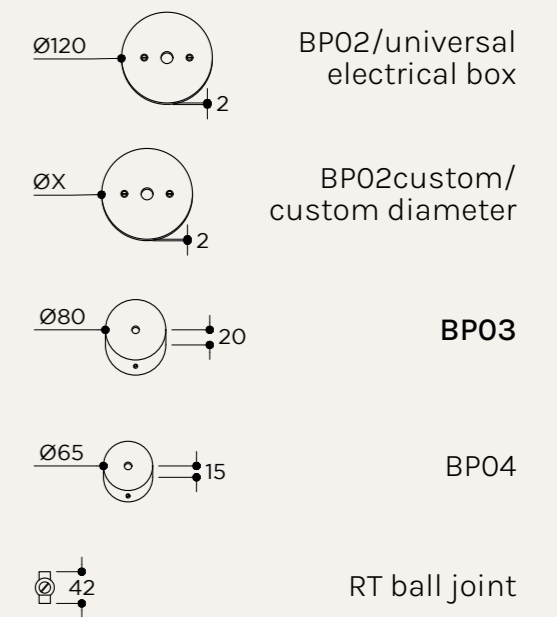 Ø120
BP02/universal
electrical box
2
ØX
BP02custom/
custom diameter
2
Ø80
20
BP03
Ø65
15
BP04
42
RT ball joint